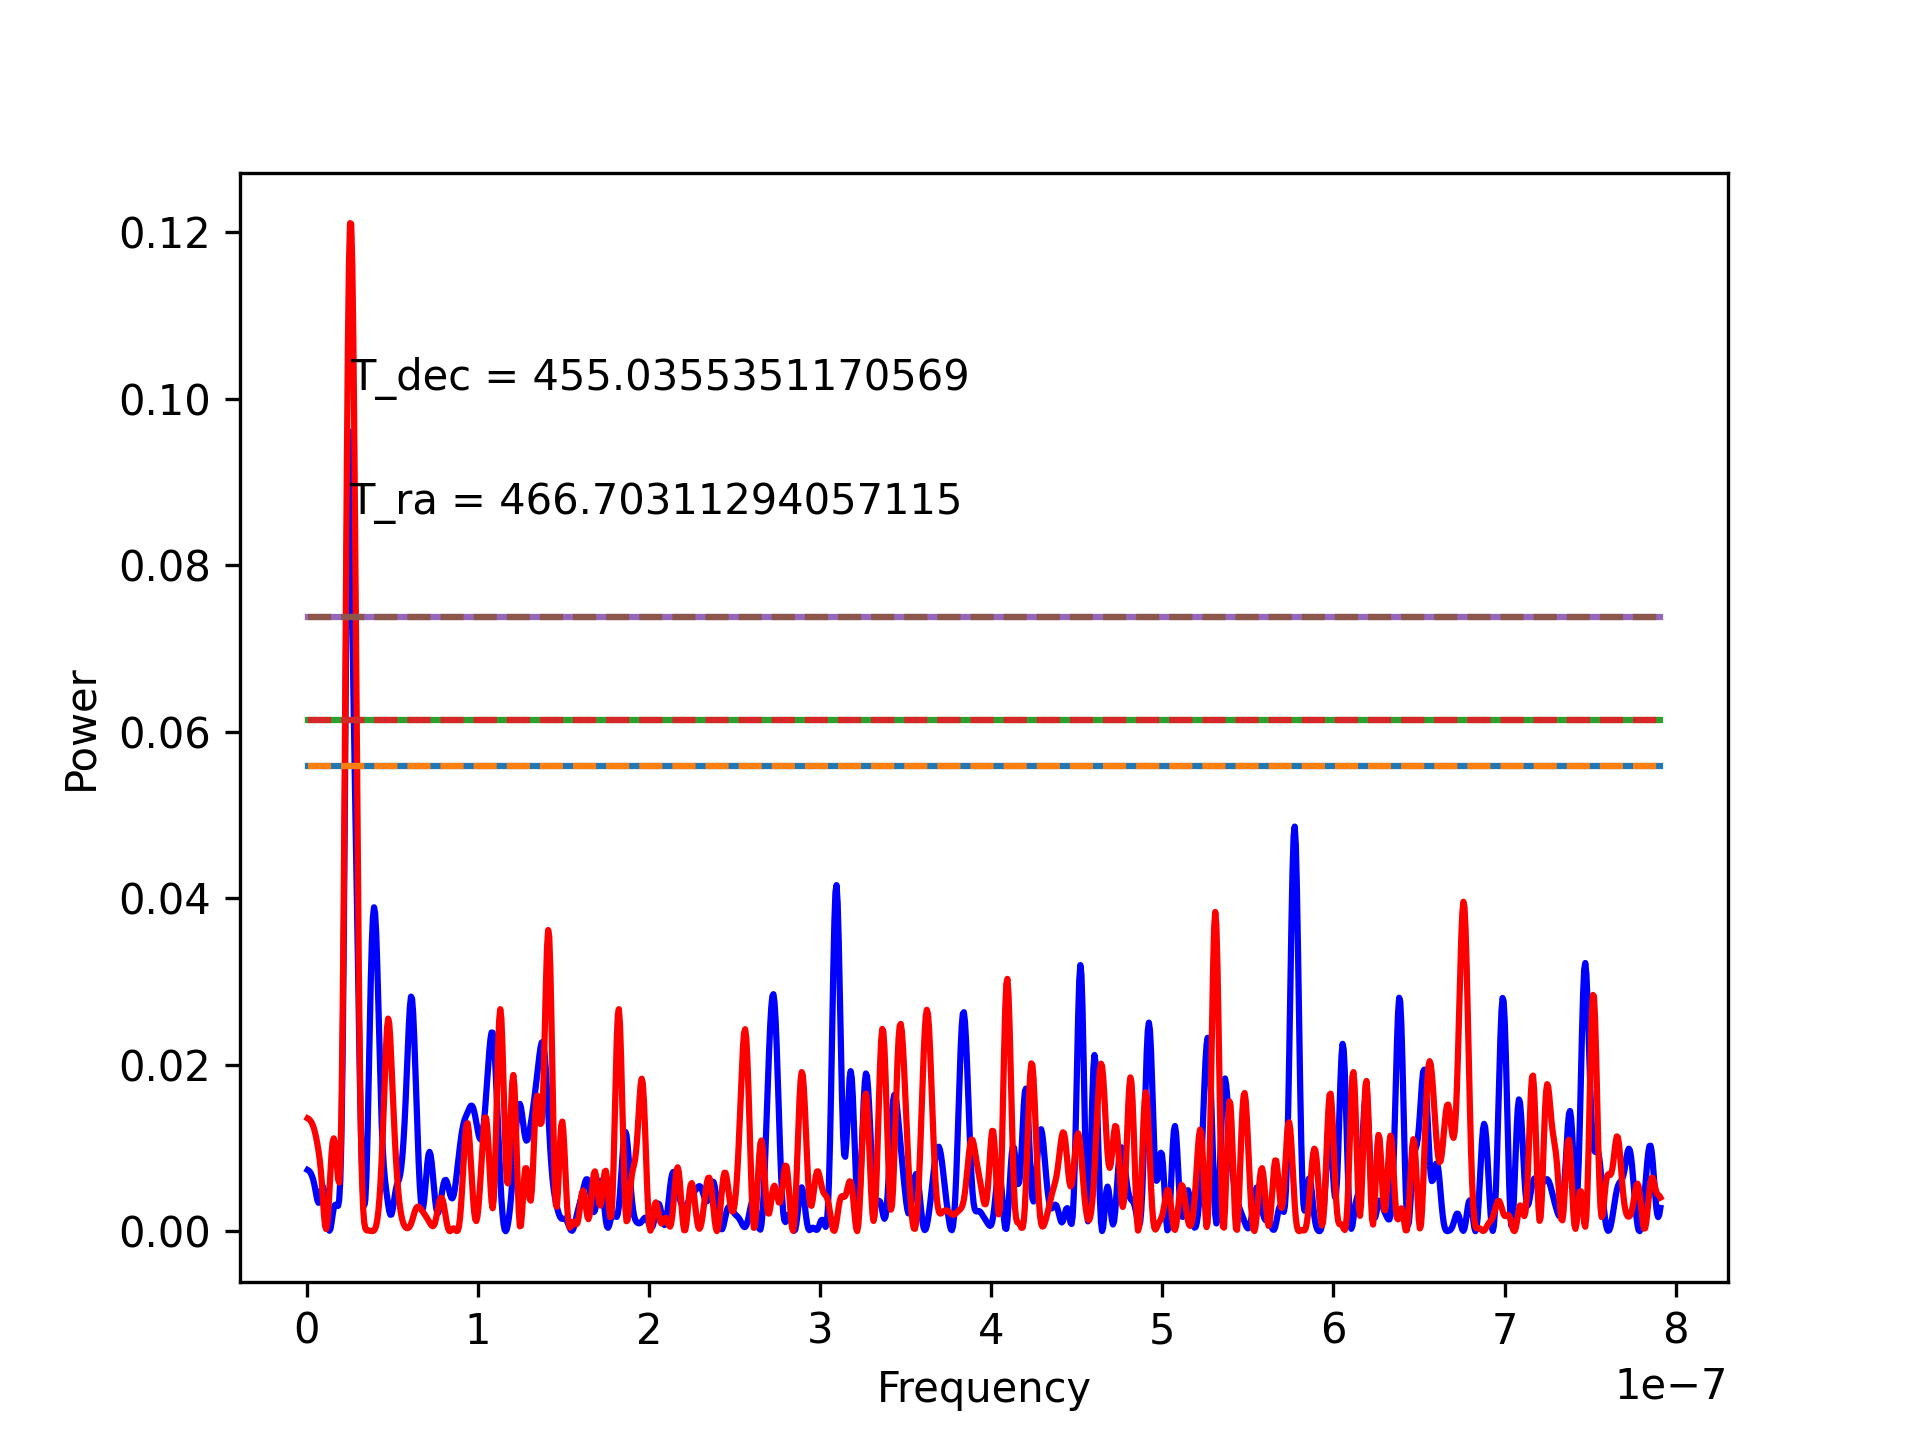 0.12
T_dec = 455.0355351170569
0.10
T_ra = 466.70311294057115
0.08
0.06
Power
0.04
0.02
0.00
0 1 2 3 4 5 6 7 8
1e−7
Frequency